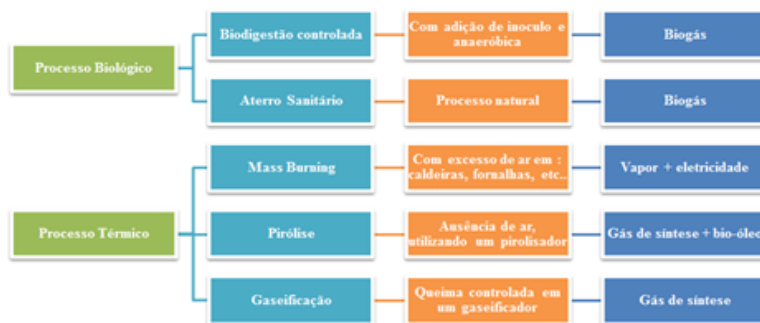 Processo Biológico
Biodigestão controlada
Com adição de inoculo e
anaeróbica
Biogás
Aterro Sanitário
Processo natural
Biogás
Processo Térmico
Mass Burning
Com excesso de ar em :
caldeiras, fornalhas, etc..
Vapor + eletricidade
Pirólise
Ausência de ar,
utilizando um pirolisador
Gás de síntese + bio-óleo
Gaseificação
Queima controlada em
um gaseificador
Gás de síntese